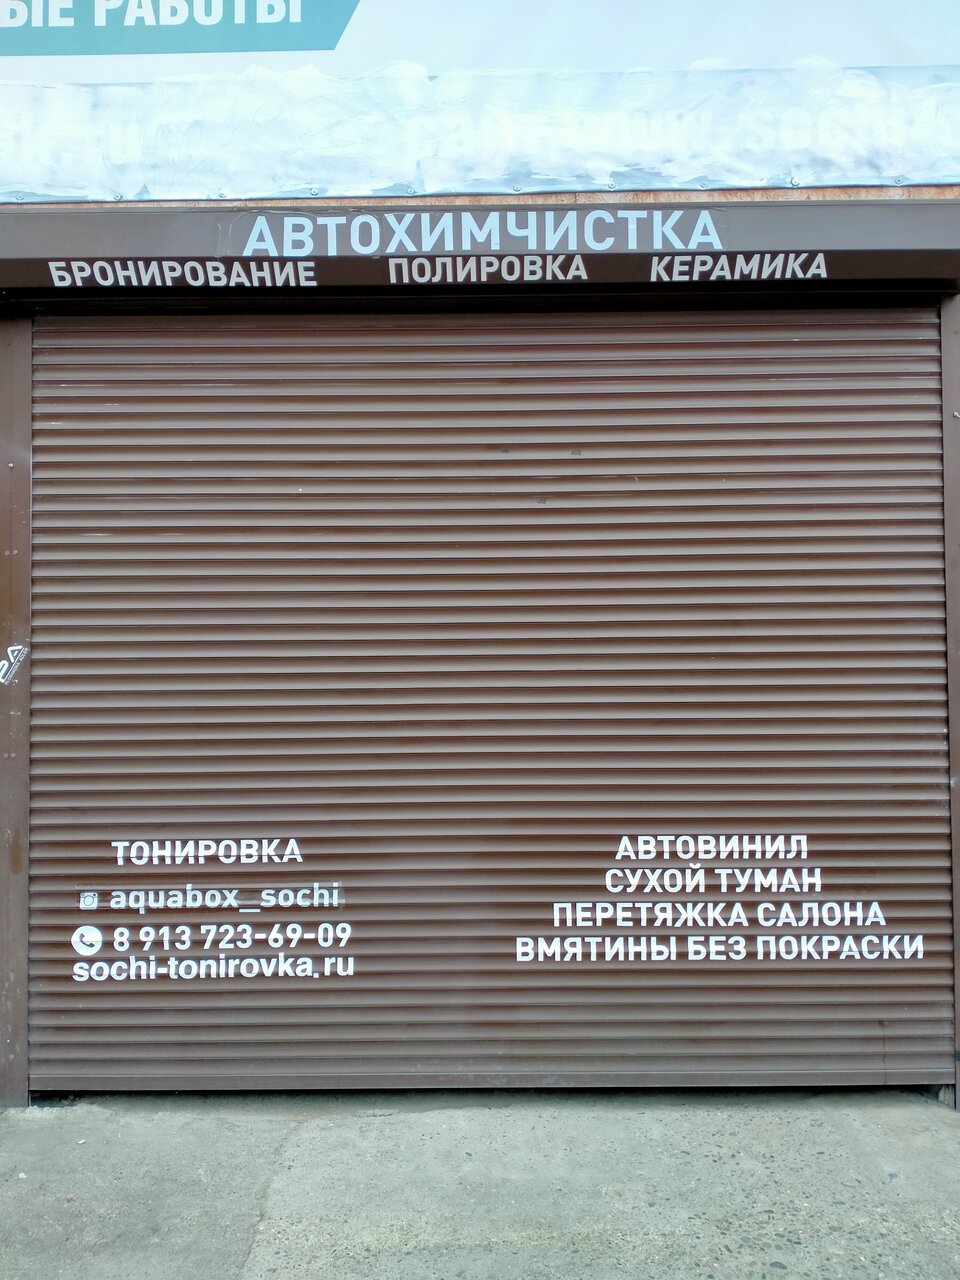 ЫЕ РАБОТЫ
АВТОХИМЧИСТКА
БРОНИРОВАНИЕ ПОЛИРОВКА КЕРАМИКА
ТОНИРОВКА
aquabox_sochi
8 913 723-69-09
sochi-tonirovka.ru
АВТОВИНИЛ
СУХОЙ ТУМАН
ПЕРЕТЯЖКА САЛОНА
ВМЯТИНЫ БЕЗ ПОКРАСКИ